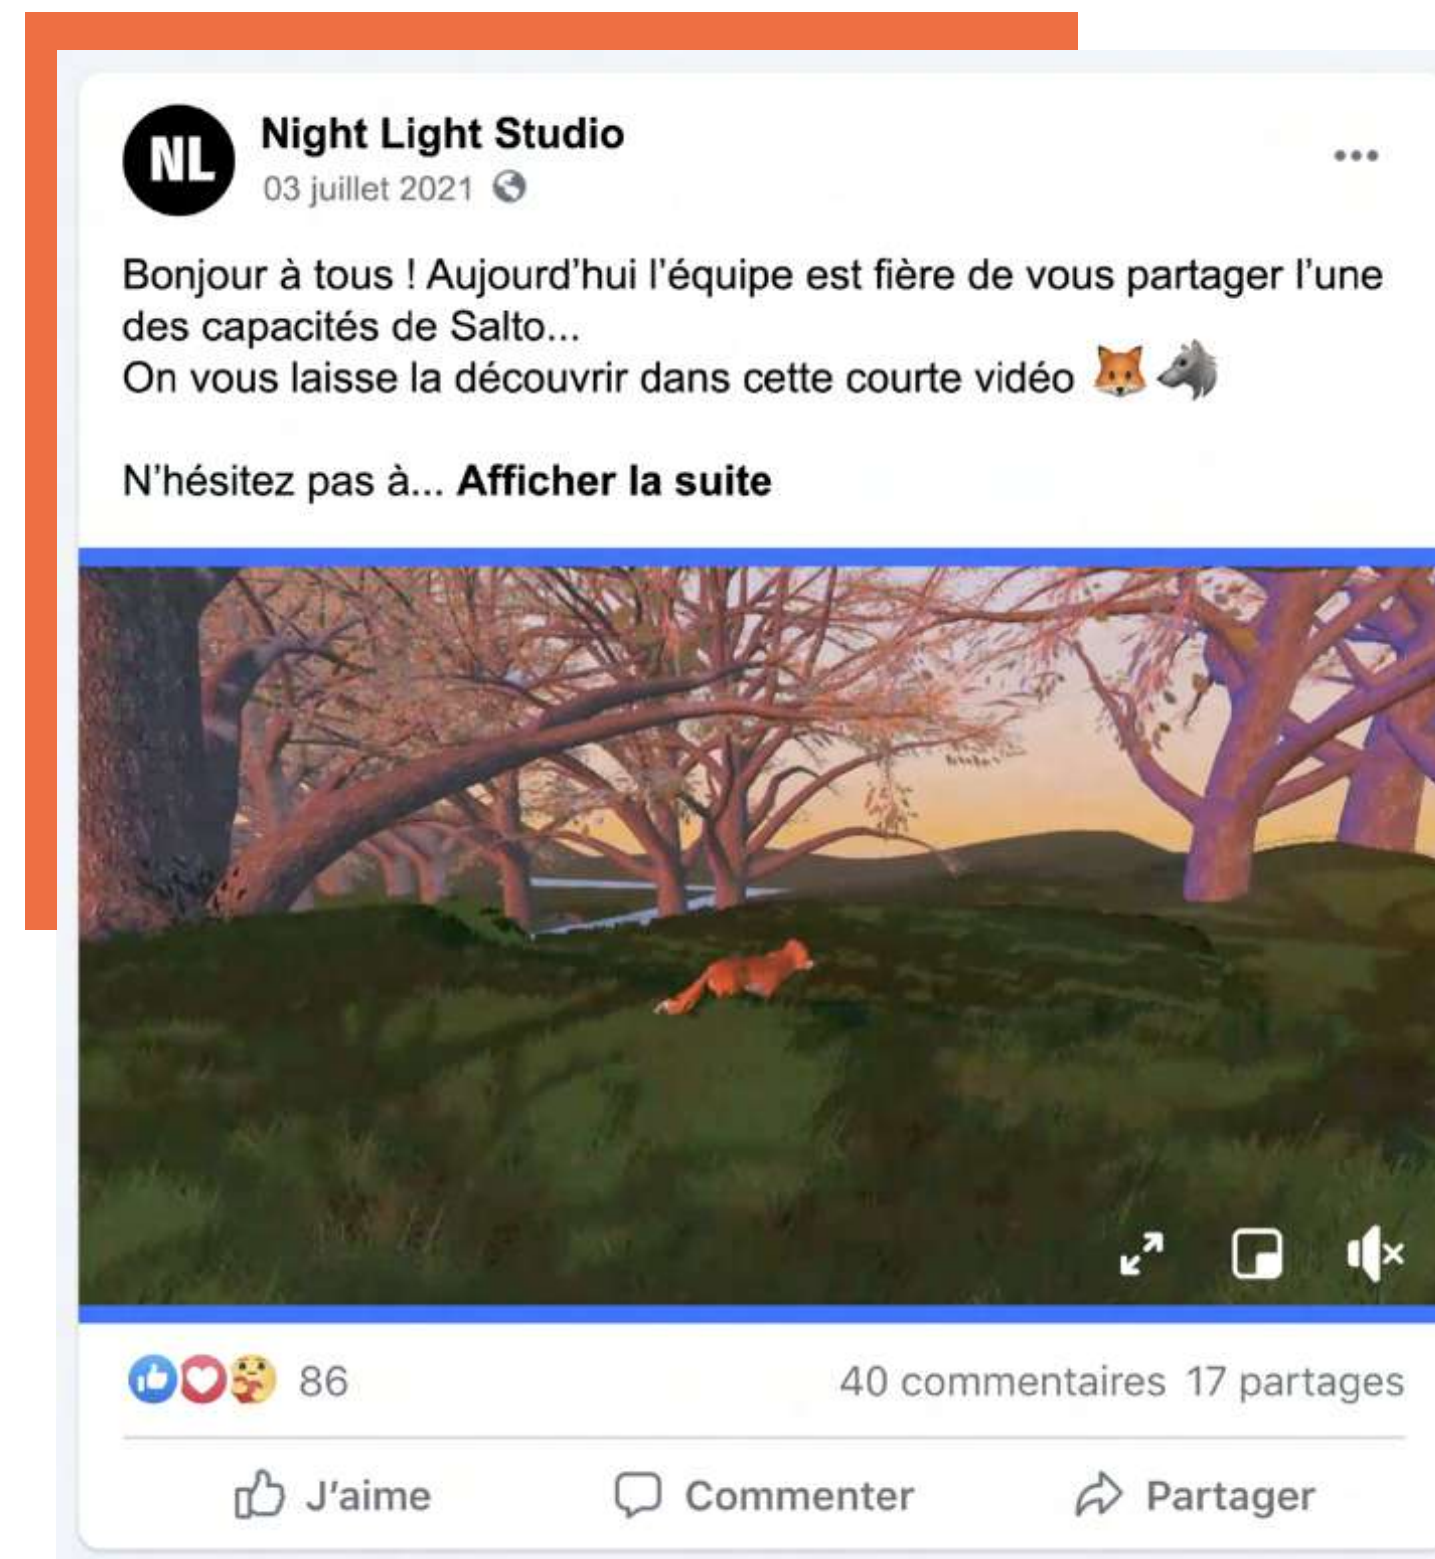 NL
Night Light Studio
03 juillet 2021
Bonjour à tous ! Aujourd’hui l’équipe est fière de vous partager l’une
des capacités de Salto...
On vous laisse la découvrir dans cette courte vidéo 🦊🐺
N’hésitez pas à... Afficher la suite
86
40 commentaires 17 partages
J’aime
Commenter
Partager